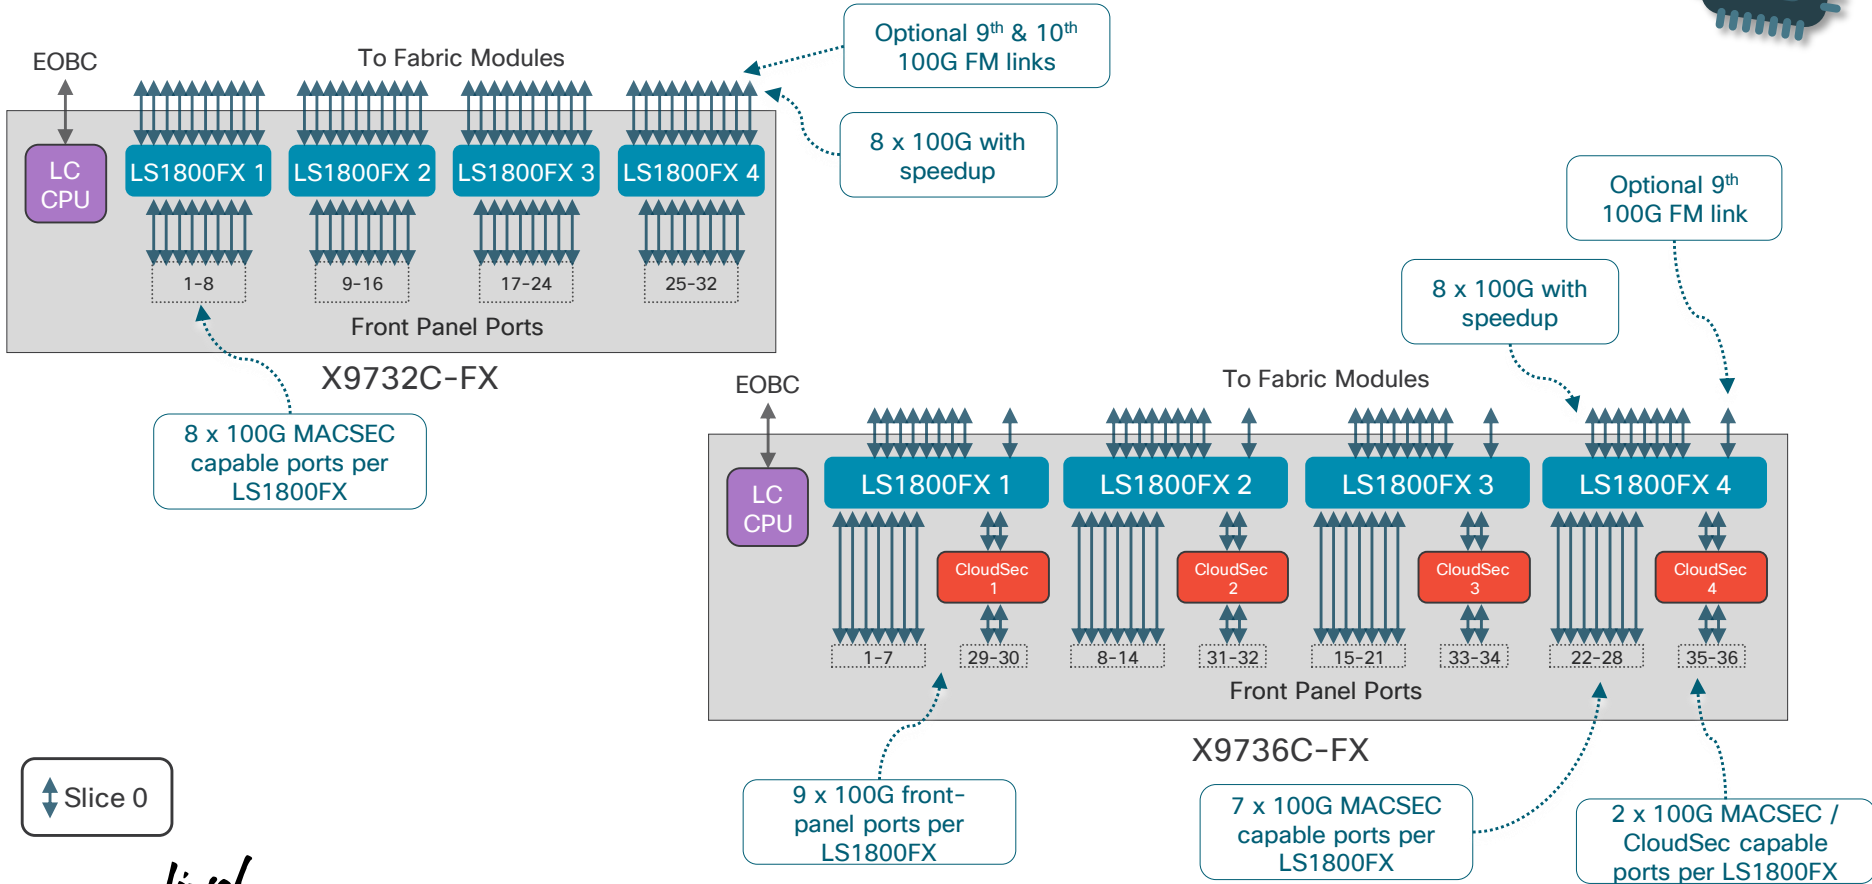 Optional 9th & 10th
100G FM links
EOBC
To Fabric Modules
8 x 100G with
speedup
LC
CPU
LS1800FX 1
LS1800FX 2
LS1800FX 3
LS1800FX 4
1-8
9-16
17-24
25-32
Front Panel Ports
X9732C-FX
8 x 100G MACSEC
capable ports per
LS1800FX
Optional 9th
100G FM link
8 x 100G with
speedup
EOBC
To Fabric Modules
LC
CPU
LS1800FX 1
LS1800FX 2
LS1800FX 3
LS1800FX 4
CloudSec
1
CloudSec
2
CloudSec
3
CloudSec
4
1-7
29-30
8-14
31-32
15-21
33-34
22-28
35-36
Front Panel Ports
X9736C-FX
9 x 100G front-
panel ports per
LS1800FX
7 x 100G MACSEC
capable ports per
LS1800FX
2 x 100G MACSEC /
CloudSec capable
ports per LS1800FX
Slice 0